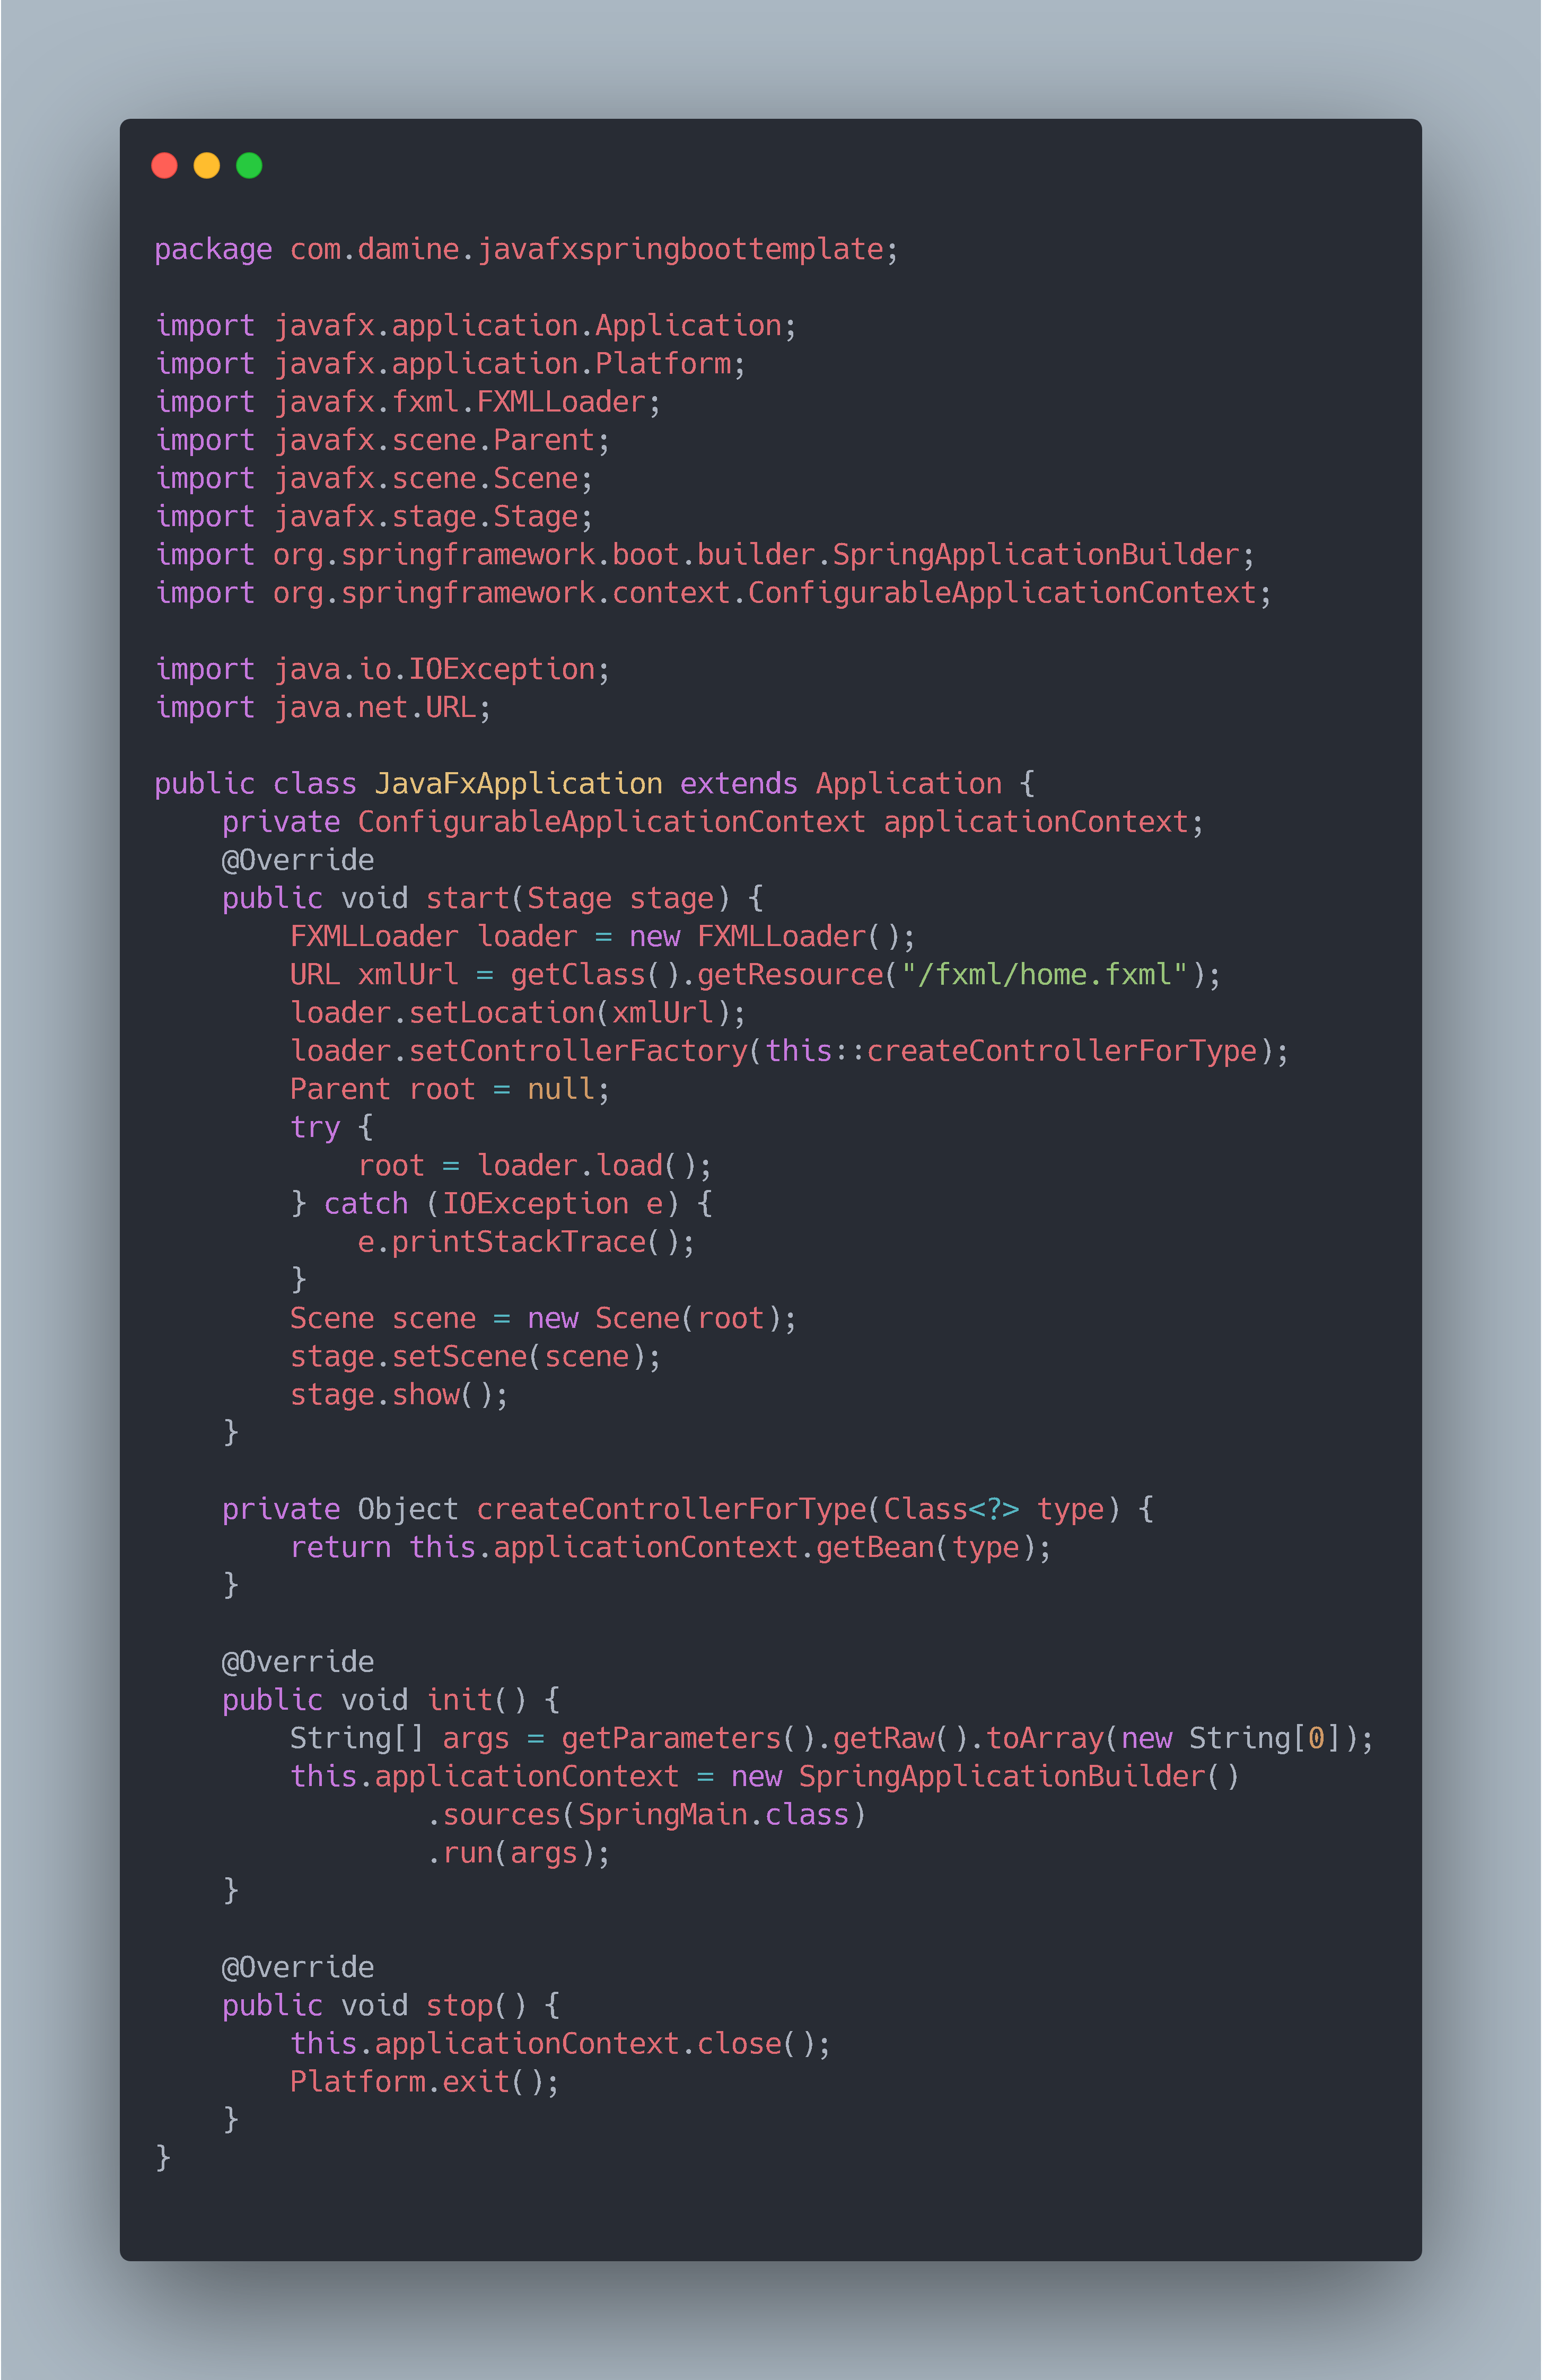 package com.damine.javafxspringboottemplate;

import javafx.application.Application;
import javafx.application.Platform;
import javafx.fxml.FXMLLoader;
import javafx.scene.Parent;
import javafx.scene.Scene;
import javafx.stage.Stage;
import org.springframework.boot.builder.SpringApplicationBuilder;
import org.springframework.context.ConfigurableApplicationContext;

import java.io.IOException;
import java.net.URL;

public class JavaFxApplication extends Application {
    private ConfigurableApplicationContext applicationContext;
    @Override
    public void start(Stage stage) {
        FXMLLoader loader = new FXMLLoader();
        URL xmlUrl = getClass().getResource("/fxml/home.fxml");
        loader.setLocation(xmlUrl);
        loader.setControllerFactory(this::createControllerForType);
        Parent root = null;
        try {
            root = loader.load();
        } catch (IOException e) {
            e.printStackTrace();
        }
        Scene scene = new Scene(root);
        stage.setScene(scene);
        stage.show();
    }

    private Object createControllerForType(Class<?> type) {
        return this.applicationContext.getBean(type);
    }

    @Override
    public void init() {
        String[] args = getParameters().getRaw().toArray(new String[0]);
        this.applicationContext = new SpringApplicationBuilder()
                .sources(SpringMain.class)
                .run(args);
    }

    @Override
    public void stop() {
        this.applicationContext.close();
        Platform.exit();
    }
}